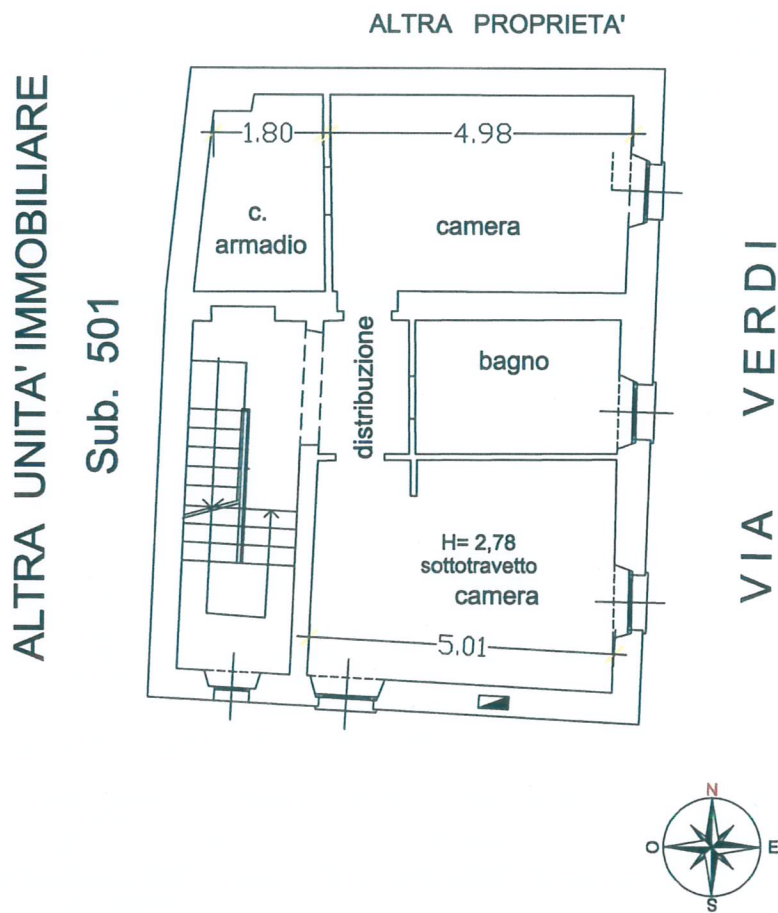 ALTRA PROPRIETA'
ALTRA UNITA' IMMOBILIARE
Sub. 501
1.80
4.98
c.
armadio
camera
distribuzione
bagno
H= 2,78
sottotravetto
camera
5.01
VIA VERDI
N
O
E
S